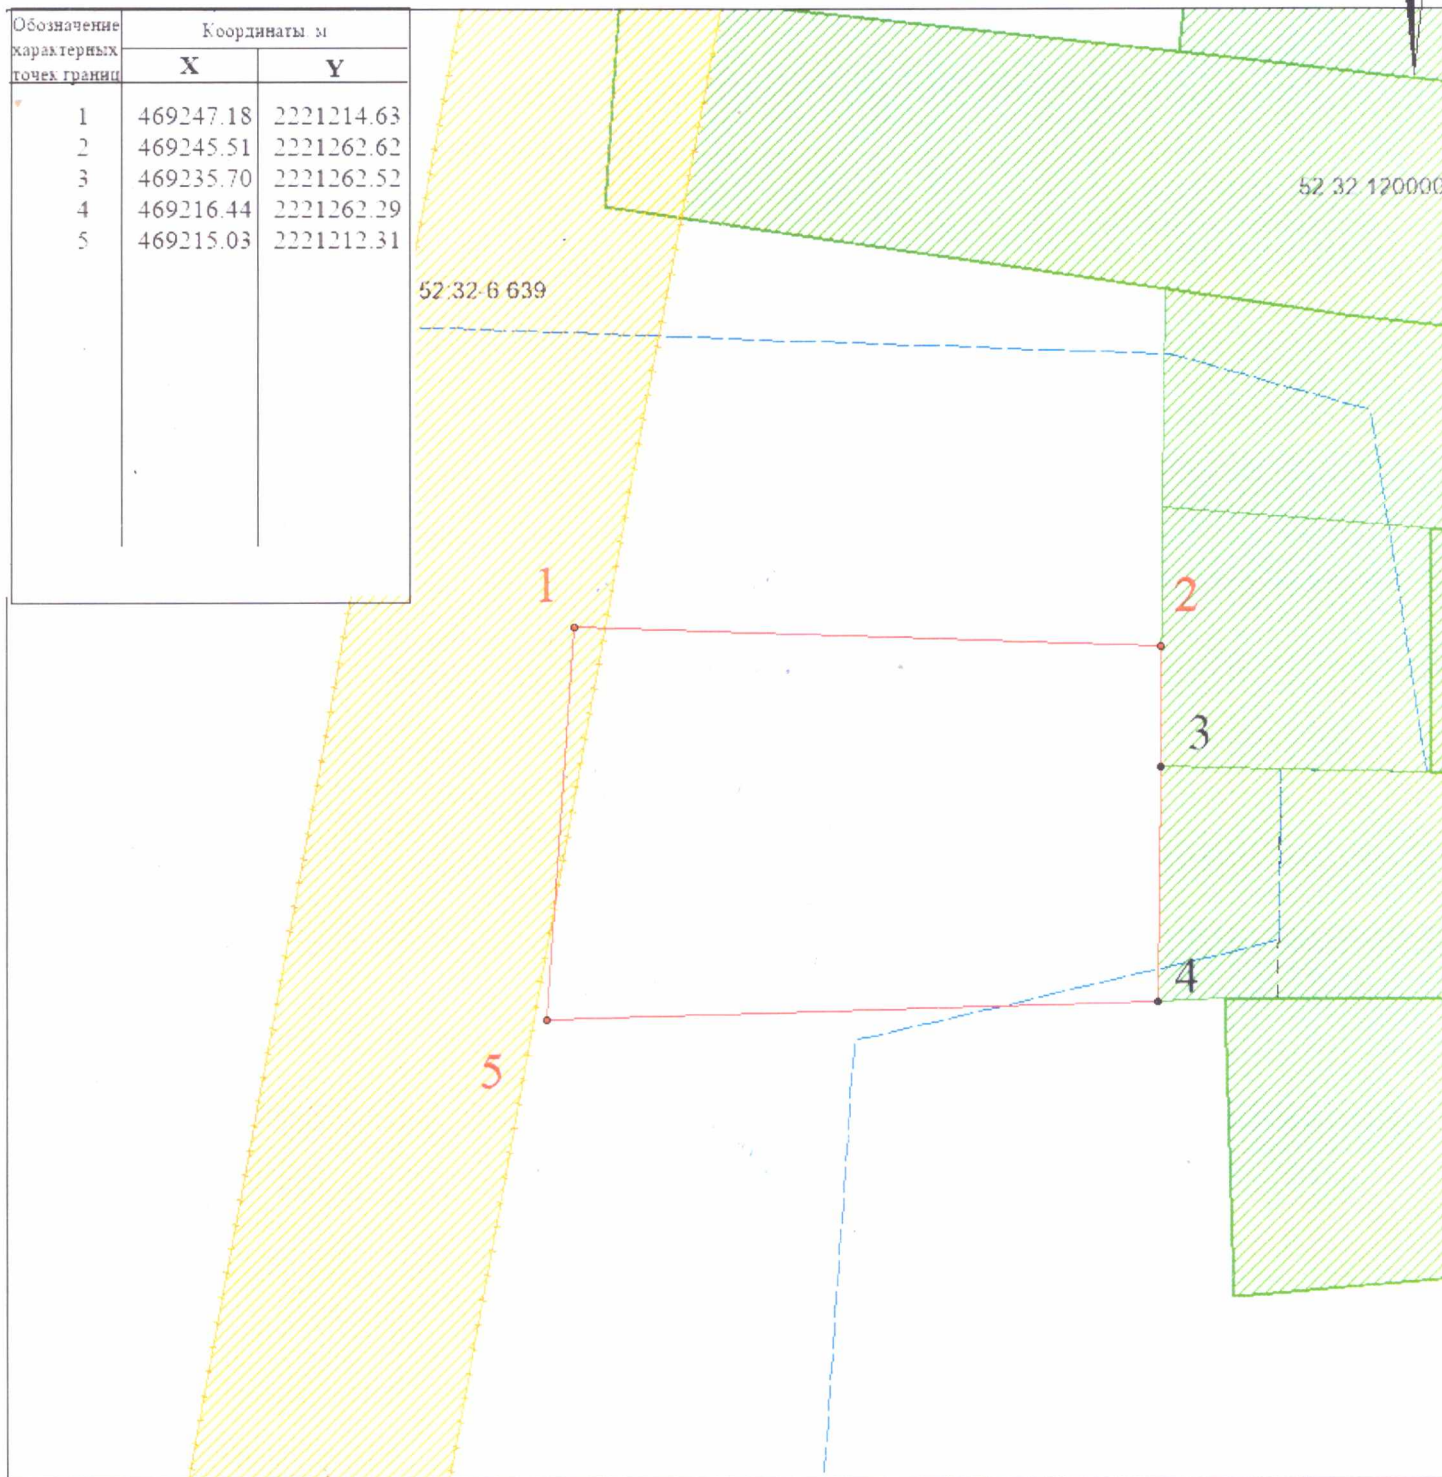 Обозначение характерных точек границ
Координаты, м
X Y
1 469247.18 2221214.63
2 469245.51 2221262.62
3 469235.70 2221262.52
4 469216.44 2221262.29
5 469215.03 2221212.31
52 32 120000
52:32-6 639
1
2
3
4
5